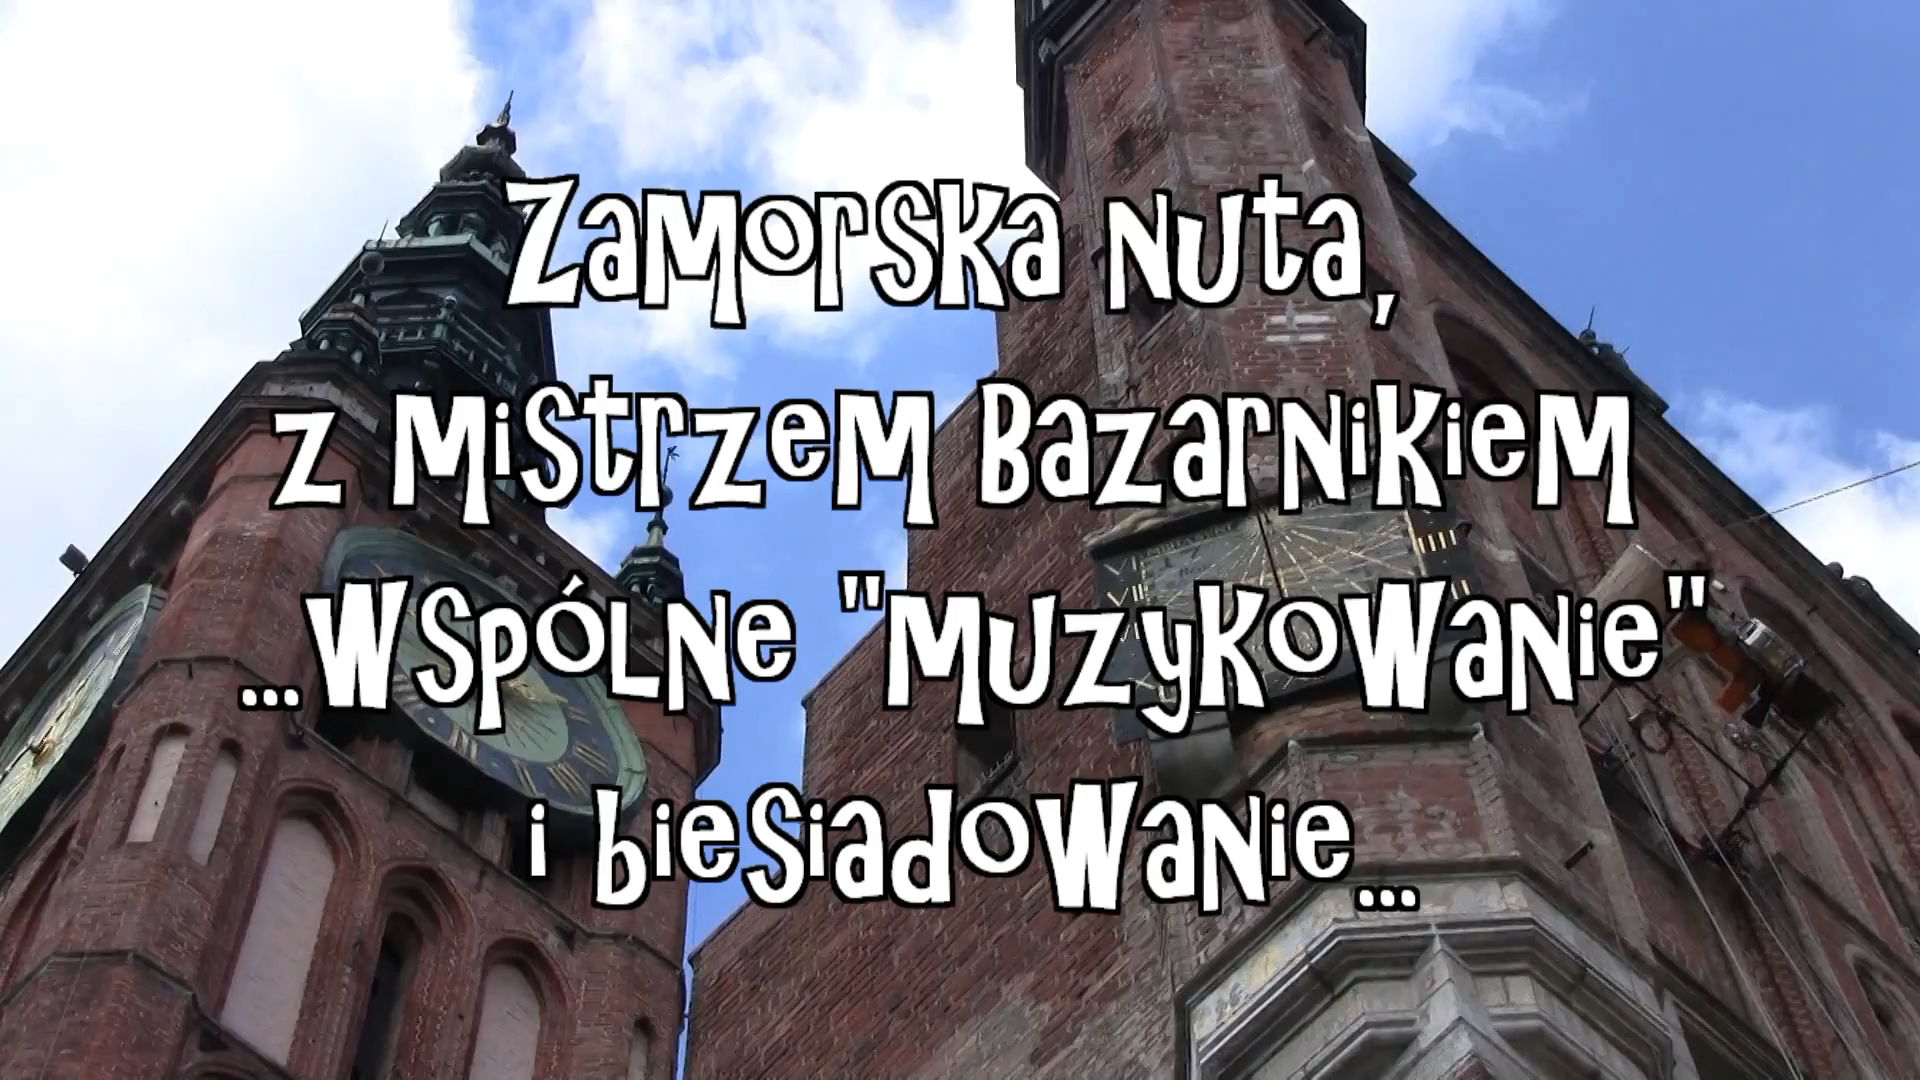 Zamorska nuta,
z Mistrzem Bazarnikiem
...wspólne "muzykowanie"
i biesiadowanie...